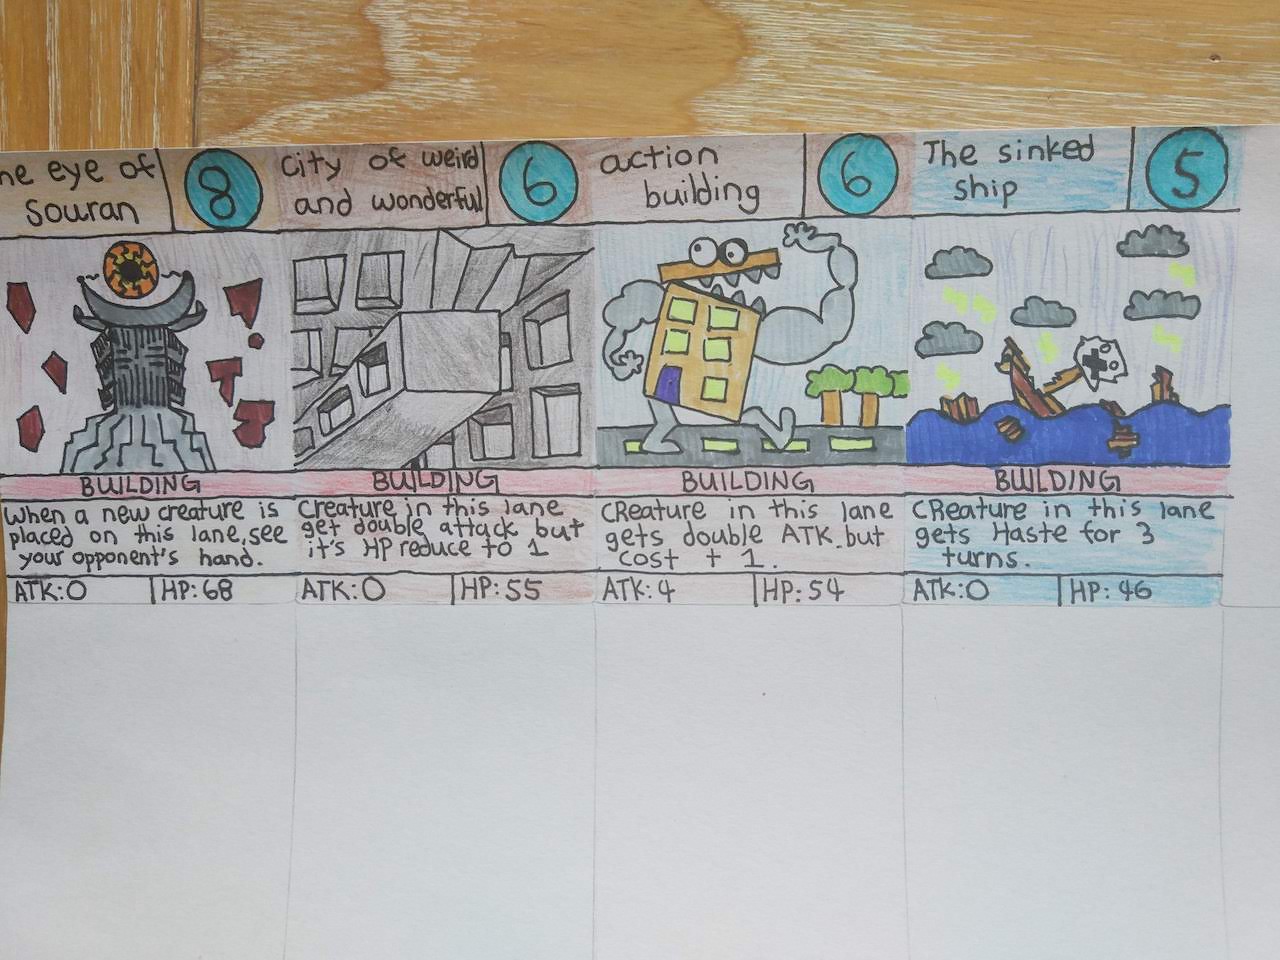 ne eye of
Souran
8
City of weird
and wonderful
6
action
building
6
The sinked
ship
5
BUILDING
When a new creature is
placed on this lane, see
your opponent's hand.
ATK:0
HP:68
BUILDING
Creature in this lane
get double attack but
it's HP reduce to 1
ATK:0
HP:55
BUILDING
CReature in this lane
gets double ATK. but
cost + 1.
ATK:4
HP:54
BUILDING
CReature in this lane
gets Haste for 3
turns.
ATK:0
HP:46